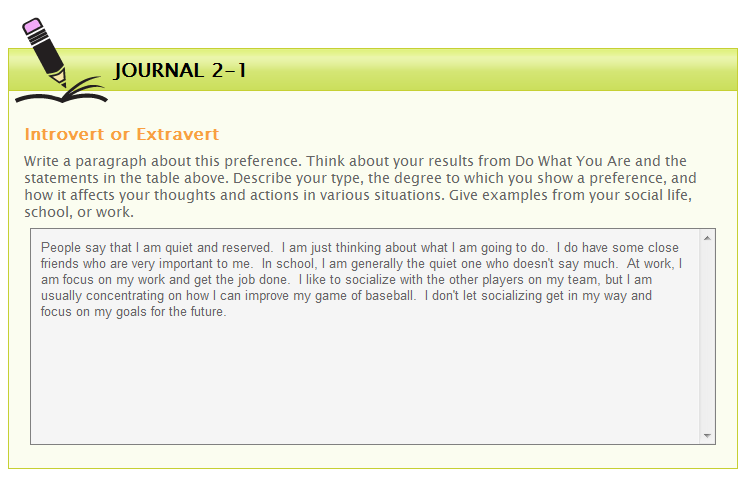 JOURNAL 2-1
Introvert or Extravert
Write a paragraph about this preference. Think about your results from Do What You Are and the
statements in the table above. Describe your type, the degree to which you show a preference, and
how it affects your thoughts and actions in various situations. Give examples from your social life,
school, or work.
People say that I am quiet and reserved.  I am just thinking about what I am going to do.  I do have some close
friends who are very important to me.  In school, I am generally the quiet one who doesn't say much.  At work, I
am focus on my work and get the job done.  I like to socialize with the other players on my team, but I am
usually concentrating on how I can improve my game of baseball.  I don't let socializing get in my way and
focus on my goals for the future.